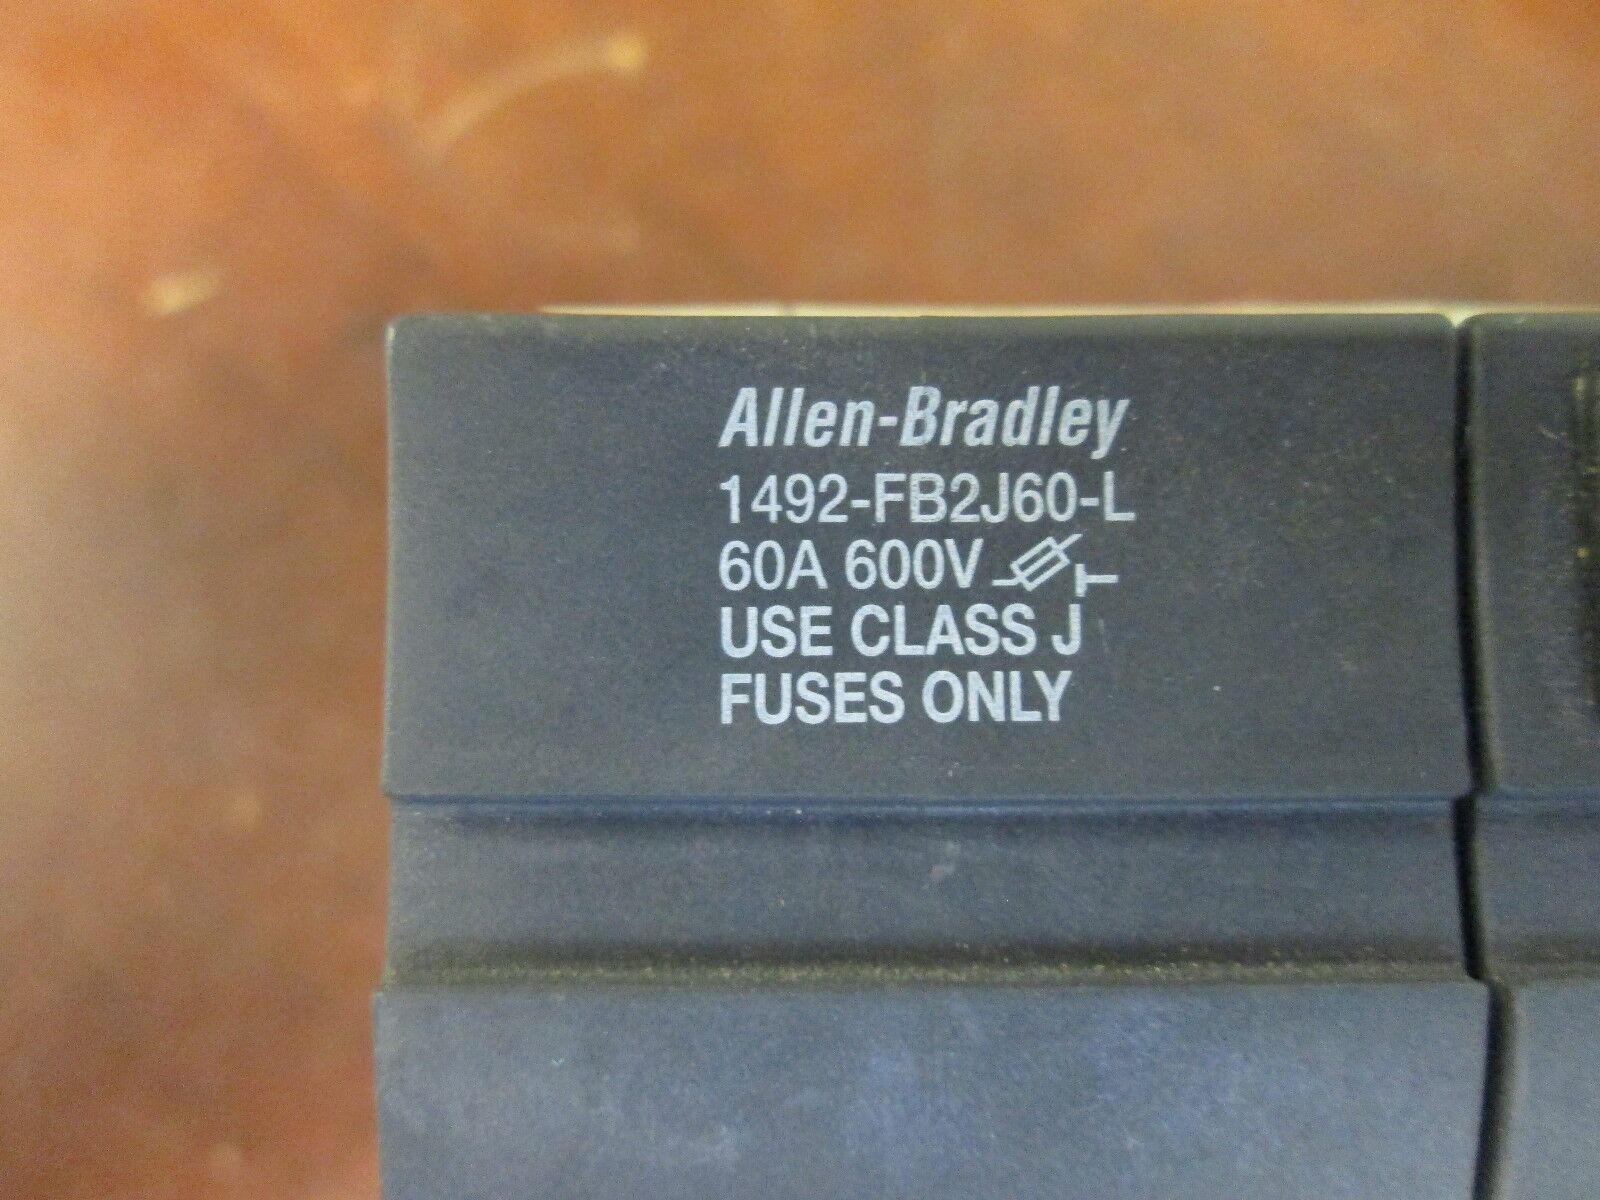 Allen-Bradley
1492-FB2J60-L
60A 600V
USE CLASS J
FUSES ONLY